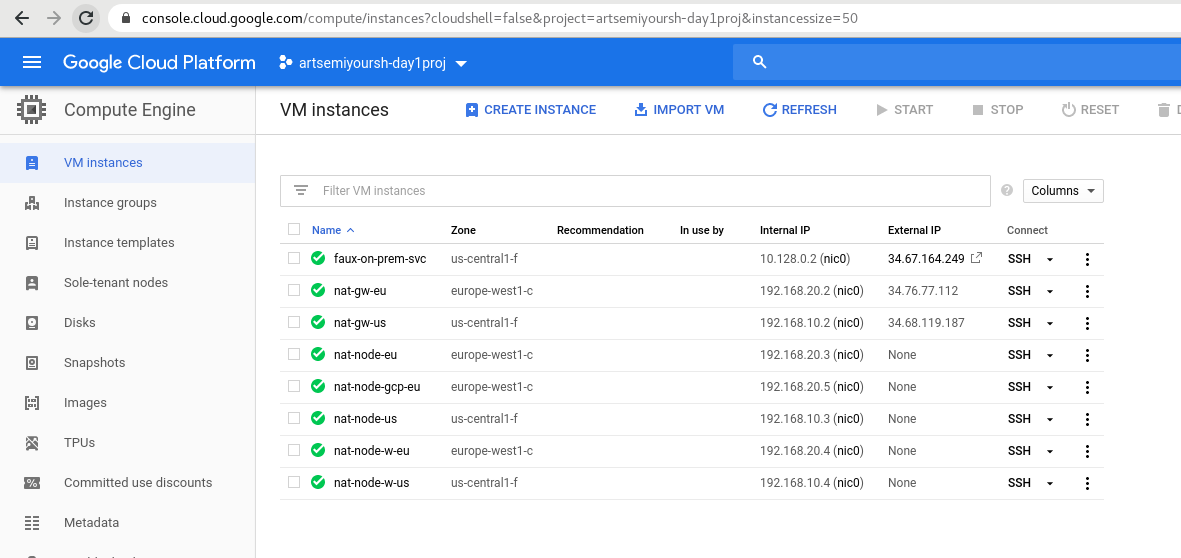 console.cloud.google.com/compute/instances?cloudshell=false&project=artsemiyoursh-day1proj&instancessize=50
Google Cloud Platform artsemiyoursh-day1proj
Compute Engine
VM instances
Instance groups
Instance templates
Sole-tenant nodes
Disks
Snapshots
Images
TPUs
Committed use discounts
Metadata
VM instances CREATE INSTANCE IMPORT VM REFRESH START STOP RESET
Filter VM instances Columns
Name Zone Recommendation In use by Internal IP External IP Connect
faux-on-prem-svc us-central1-f 10.128.0.2 (nic0) 34.67.164.249 SSH
nat-gw-eu europe-west1-c 192.168.20.2 (nic0) 34.76.77.112 SSH
nat-gw-us us-central1-f 192.168.10.2 (nic0) 34.68.119.187 SSH
nat-node-eu europe-west1-c 192.168.20.3 (nic0) None SSH
nat-node-gcp-eu europe-west1-c 192.168.20.5 (nic0) None SSH
nat-node-us us-central1-f 192.168.10.3 (nic0) None SSH
nat-node-w-eu europe-west1-c 192.168.20.4 (nic0) None SSH
nat-node-w-us us-central1-f 192.168.10.4 (nic0) None SSH